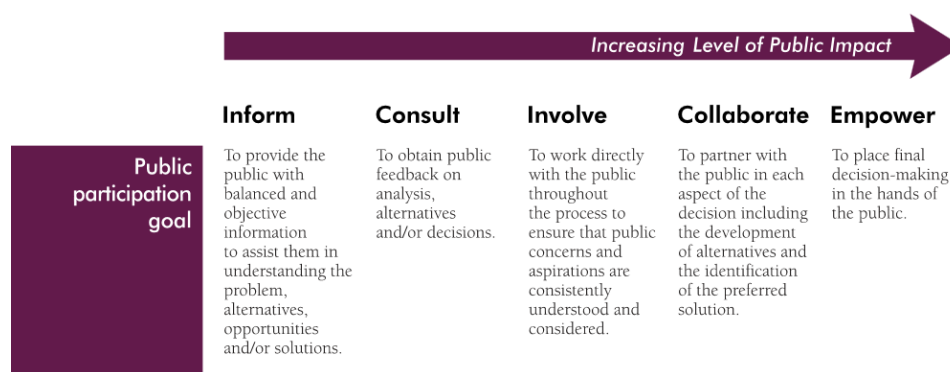 Increasing Level of Public Impact
Inform
Consult
Involve
Collaborate
Empower
Public
participation
goal
To provide the
public with
balanced and
objective
information
to assist them in
understanding the
problem,
alternatives,
opportunities
and/or solutions.
To obtain public
feedback on
analysis,
alternatives
and/or decisions.
To work directly
with the public
throughout
the process to
ensure that public
concerns and
aspirations are
consistently
understood and
considered.
To partner with
the public in each
aspect of the
decision including
the development
of alternatives and
the identification
of the preferred
solution.
To place final
decision-making
in the hands of
the public.